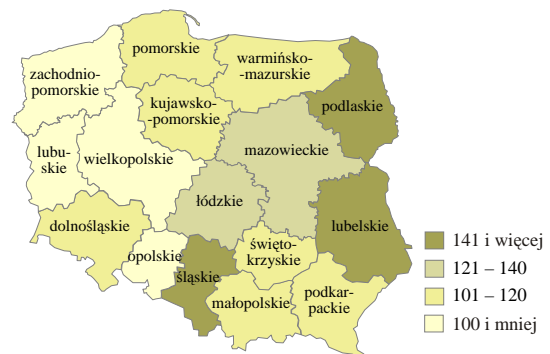 pomorskie
warmińsko-
-mazurskie
zachodnio-
pomorskie
podlaskie
kujawsko-
-pomorskie
lubu-
skie
wielkopolskie
mazowieckie
łódzkie
dolnośląskie
lubelskie
opolskie
święto-
krzyskie
śląskie
małopolskie
podkar-
packie
141 i więcej
121 – 140
101 – 120
100 i mniej